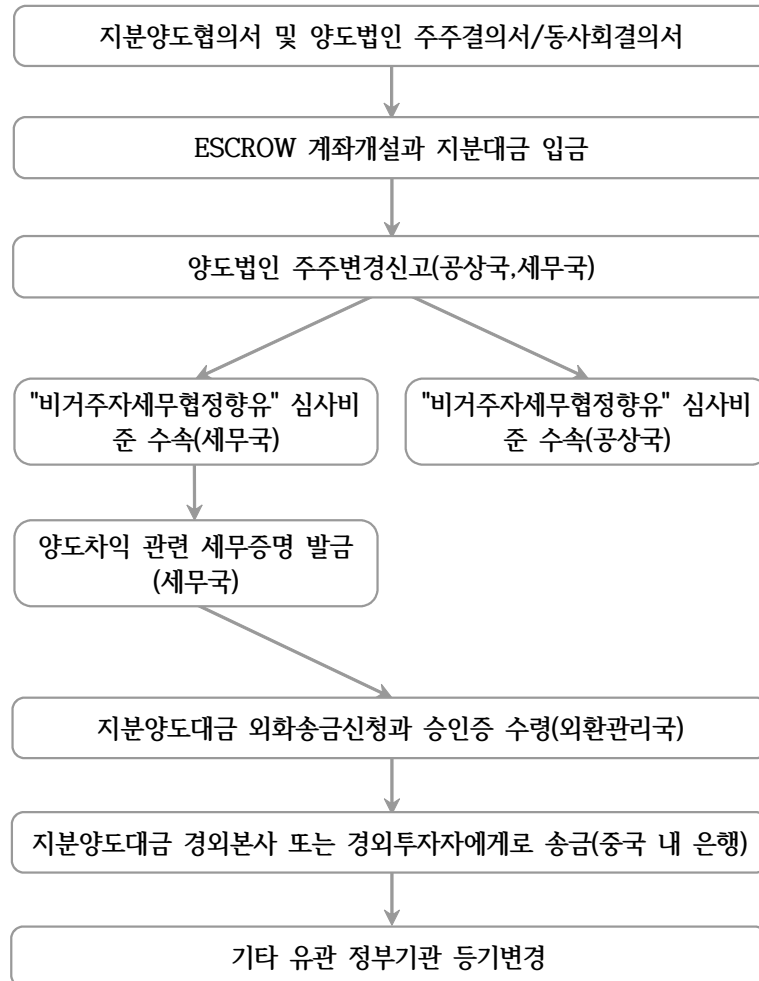 지분양도협의서 및 양도법인 주주결의서/동사회결의서
ESCROW 계좌개설과 지분대금 입금
양도법인 주주변경신고(공상국,세무국)
"비거주자세무협정향유" 심사비
준 수속(세무국)
"비거주자세무협정향유" 심사비
준 수속(공상국)
양도차익 관련 세무증명 발금
(세무국)
지분양도대금 외화송금신청과 승인증 수령(외환관리국)
지분양도대금 경외본사 또는 경외투자자에게로 송금(중국 내 은행)
기타 유관 정부기관 등기변경